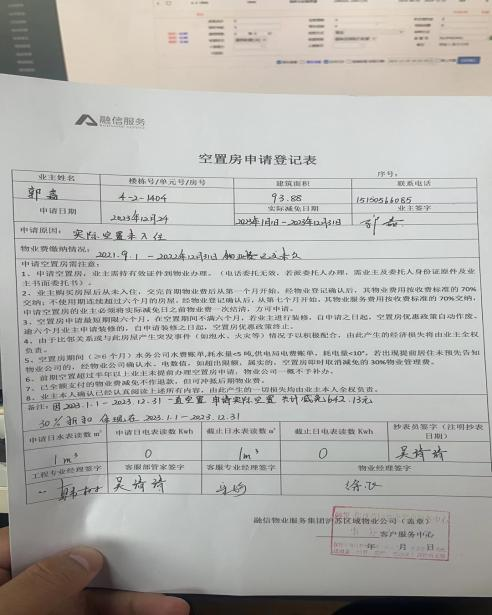 融信服务
空置房申请登记表
序号:
业主姓名 楼栋号/单元号/房号 建筑面积 联系电话
郭磊 4-2-1404 93.88 15150566085
申请日期 实际减免日期 业主签字
2023年12月24 2023年1月1日-2023年12月31日
申请原因: 实际空置未入住
物业费缴纳情况: 2021.9.1-2022年12月31日
申请空置房需注意:
1、申请空置房,业主需持有效证件到物业办理。(电话委托无效,若派委托人办理,需业主及委托人身份证原件及业
主书面委托书)。
2、业主购买房屋后从未入住,交完首期物业费后从第一个月开始,经物业登记确认后,其物业费用按收费标准的70%
交纳;不使用期连续超过六个月的房屋,经物业登记确认后,从第七个月开始,其物业服务费用按收费标准的70%交纳,
申请空置房的业主必须将实际减免日之前物业费一次结清,方可申请。
3、空置房申请最短期限六个月,在空置期间不满六个月,若业主进行装修,自申请之日起,空置房优惠政策自动作废。
逾六个月业主申请装修的,自申请装修之日起,空置房优惠政策终止。
4、由于比邻关系或与此房屋产生突发事件(如泡水、火灾等)情况予以积极配合,由此产生的经济损失将由业主全权
负责。
5、空置房期间(≥6个月)水务公司水费账单,耗水量<5吨,供电局电费账单,耗电量<10°。若出现提前居住未预先告知
物业公司的,经物业公司确认水、电数值,如超出限额,属实的,空置房即时取消减免的30%物业管理费。
6、前期空置超过半年以上业主未提前办理空置房申请,物业公司一概不予补办。
7、已全额支付的物业费减免不作退款,但可冲抵后期物业费。
8、业主本人确认已经认真阅读上述所有内容,由此产生的一切损失均由业主本人全权负责。
备注: 因2023.1.1-2023.12.31一直空置 申请实际空置 共计减免642.13元
30%折扣 2023.1.1-2023.12.31
申请日水表读数m³ 申请日电表读数Kwh 截止日水表读数m³ 截止日电表读数Kwh 抄表员签字(注明抄表
日期)
1m³ 0 1m³ 0 吴琦琦
工程专业经理签字 客服部管家签字 客服专业经理签字 物业经理签字
吴琦琦
融信物业服务集团沪苏区域物业公司(盖章)
客户服务中心
年 月 日